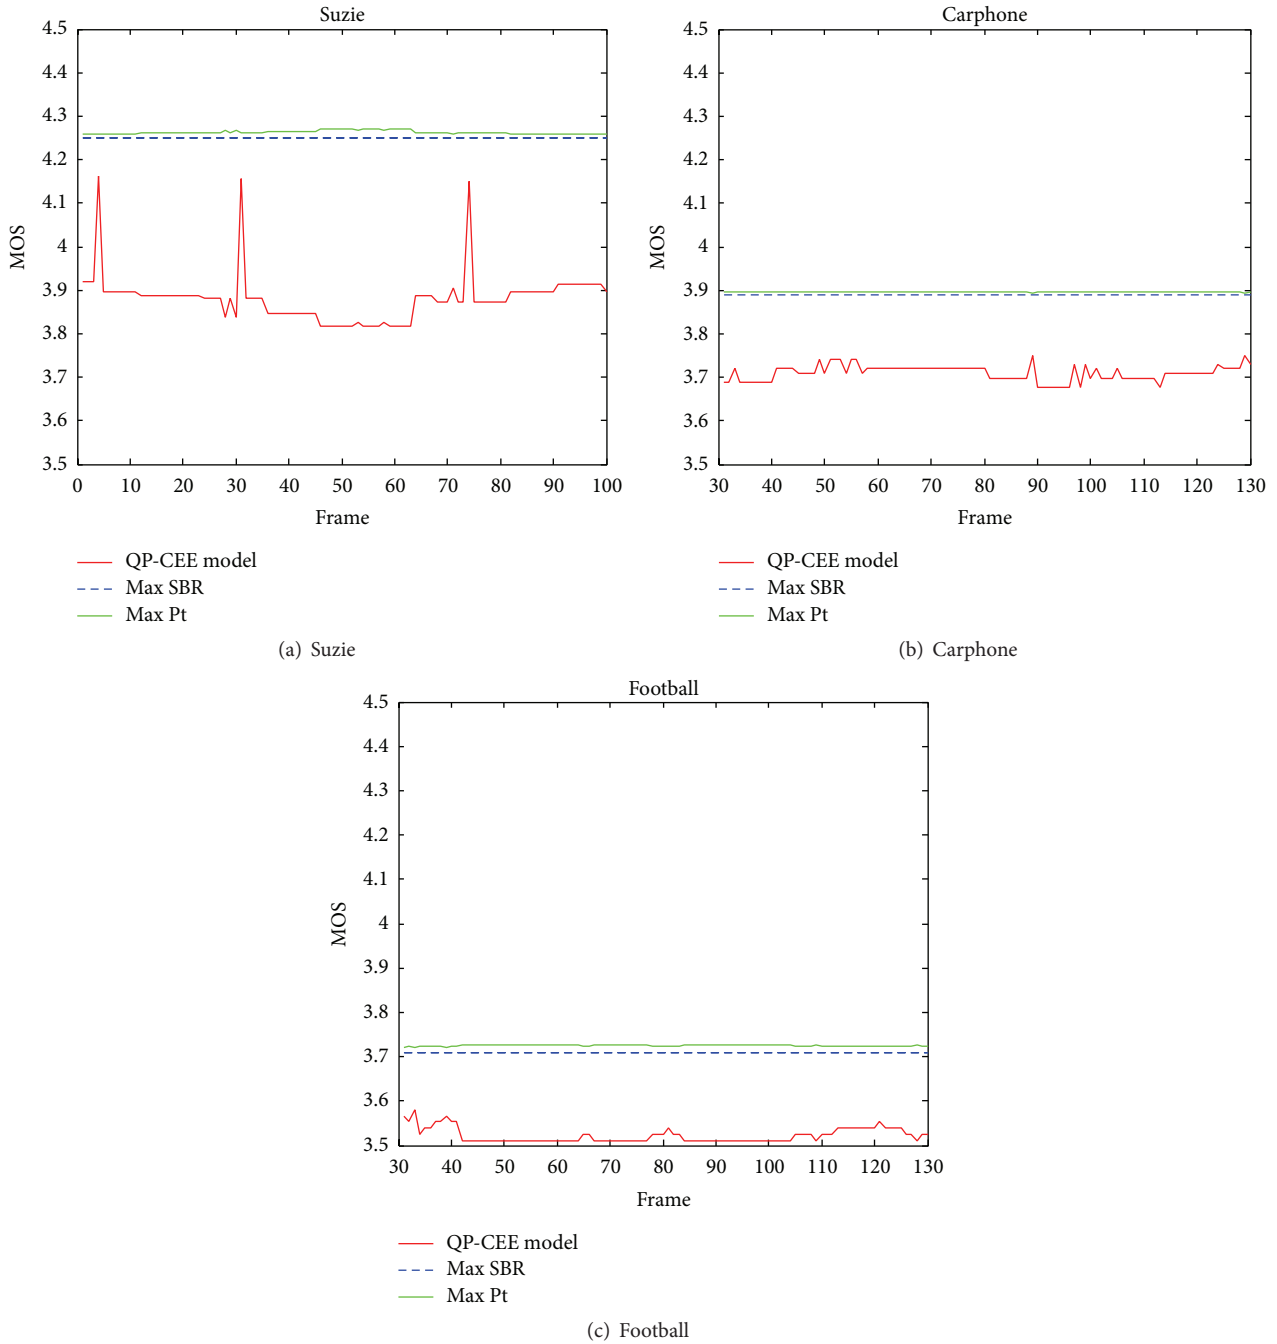 Suzie
4.5
4.4
4.3
4.2
4.1
4
3.9
3.8
3.7
3.6
3.5
MOS
0 10 20 30 40 50 60 70 80 90 100
Frame
QP-CEE model
Max SBR
Max Pt
(a) Suzie
Carphone
4.5
4.4
4.3
4.2
4.1
4
3.9
3.8
3.7
3.6
3.5
MOS
30 40 50 60 70 80 90 100 110 120 130
Frame
QP-CEE model
Max SBR
Max Pt
(b) Carphone
Football
4.5
4.4
4.3
4.2
4.1
4
3.9
3.8
3.7
3.6
3.5
MOS
30 40 50 60 70 80 90 100 110 120 130
Frame
QP-CEE model
Max SBR
Max Pt
(c) Football